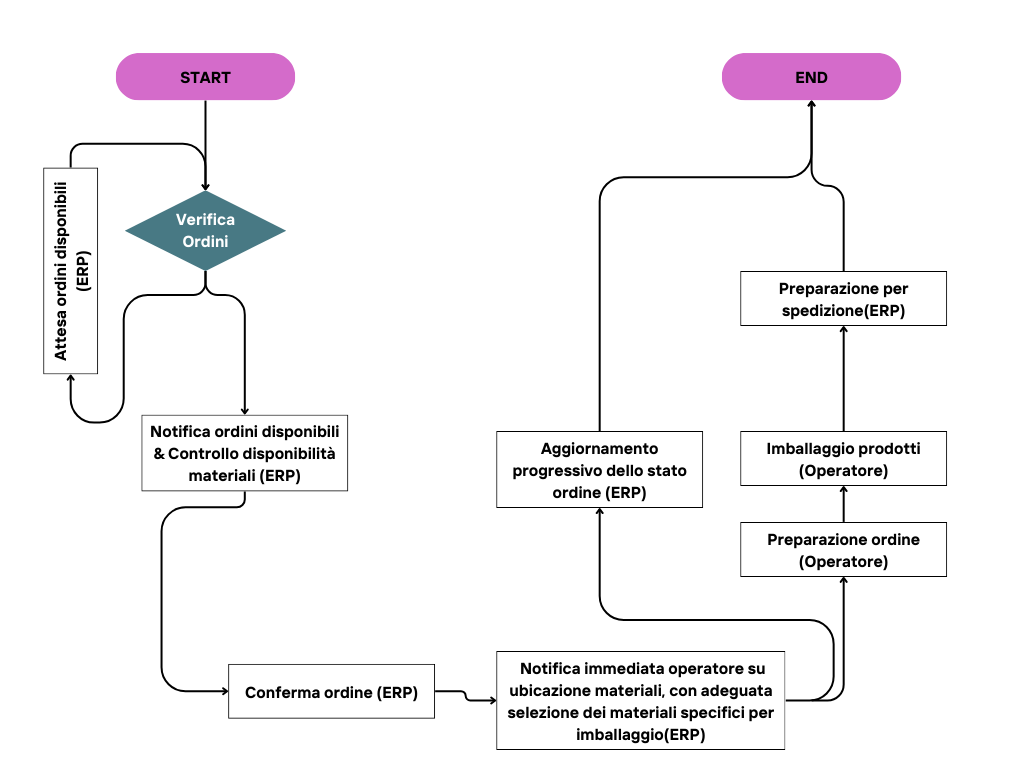 START
Verifica
Ordini
Attesa ordini disponibili
(ERP)
Notifica ordini disponibili
& Controllo disponibilità
materiali (ERP)
Conferma ordine (ERP)
Notifica immediata operatore su
ubicazione materiali, con adeguata
selezione dei materiali specifici per
imballaggio(ERP)
Aggiornamento
progressivo dello stato
ordine (ERP)
Preparazione ordine
(Operatore)
Imballaggio prodotti
(Operatore)
Preparazione per
spedizione(ERP)
END